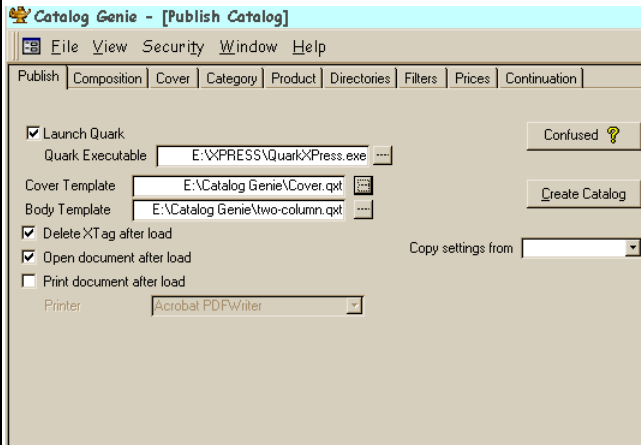 Catalog Genie - [Publish Catalog]
File View Security Window Help
Publish Composition Cover Category Product Directories Filters Prices Continuation
Launch Quark
Confused ?
Quark Executable E:\XPRESS\QuarkXPress.exe ...
Cover Template E:\Catalog Genie\Cover.qxt ...
Create Catalog
Body Template E:\Catalog Genie\two-column.qxt ...
Delete XTag after load
Copy settings from
Open document after load
Print document after load
Printer Acrobat PDFWriter